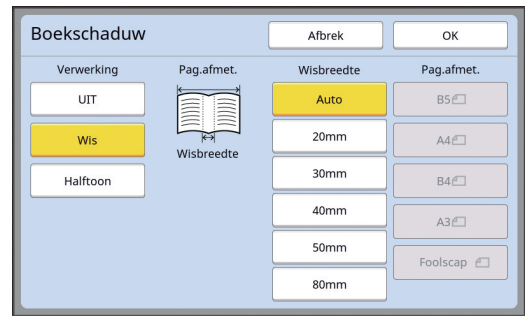 Boekschaduw
Afbrek
OK
Verwerking
Pag.afmet.
Wisbreedte
Pag.afmet.
UIT
Wis
Halftoon
Wisbreedte
Auto
20mm
30mm
40mm
50mm
80mm
B5
A4
B4
A3
Foolscap